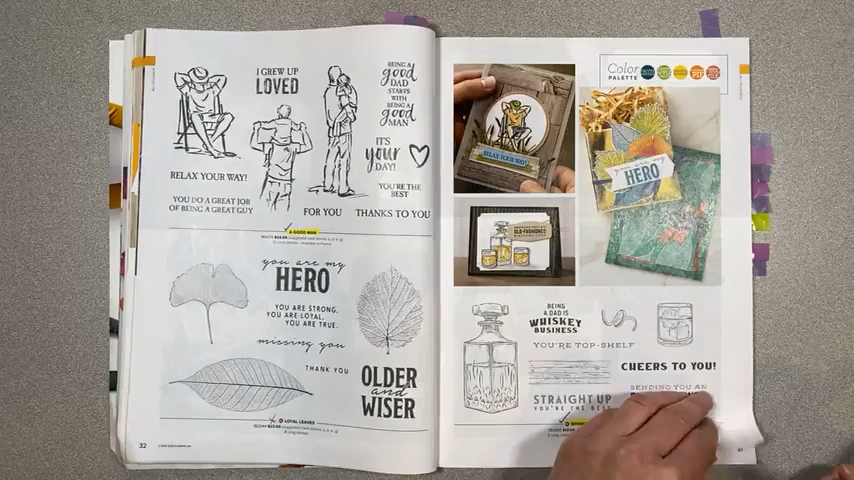 I GREW UP
LOVED
BEING A
good
DAD
STARTS
WITH
BEING A
good
MAN
IT'S
your
DAY!
RELAX YOUR WAY!
YOU'RE THE
BEST
YOU DO A GREAT JOB
OF BEING A GREAT GUY
FOR YOU
THANKS TO YOU
A GOOD MAN
you are my
HERO
YOU ARE STRONG,
YOU ARE LOYAL,
YOU ARE TRUE.
missing you
THANK YOU
OLDER
and
WISER
LOYAL LEAVES
32
Color
PALETTE
PIE
RELAX YOUR WAY!
you are my
HERO
OLD-FASHIONED
BEING
A DAD IS
WHISKEY
BUSINESS
YOU'RE TOP-SHELF
CHEERS TO YOU!
SENDING YOU AN
STRAIGHT UP
YOU'RE THE BEST